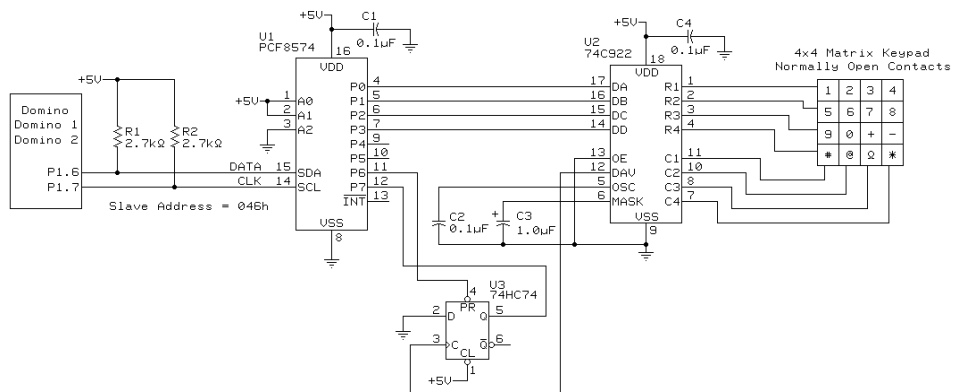 +5V
C1
0.1µF
U1
PCF8574
16
VDD
+5V
C4
0.1µF
U2
74C922
18
VDD
4x4 Matrix Keypad
Normally Open Contacts
+5V
+5V
1 A0
2 A1
3 A2
P0 4
P1 5
P2 6
P3 7
P4 9
P5 10
P6 11
P7 12
INT 13
15 SDA
14 SCL
VSS
8
17 DA
16 DB
15 DC
14 DD
13 OE
12 DAV
5 OSC
6 MASK
R1 1
R2 2
R3 3
R4 4
C1 11
C2 10
C3 8
C4 7
VSS
9
1 2 3 4
5 6 7 8
9 0 + -
# @ Ω *
Domino
Domino 1
Domino 2
P1.6
P1.7
R1
2.7kΩ
R2
2.7kΩ
DATA
CLK
Slave Address = 046h
C2
0.1µF
+
C3
1.0µF
U3
74HC74
4
PR
2 D
Q 5
3 C
Q 6
CL
1
+5V